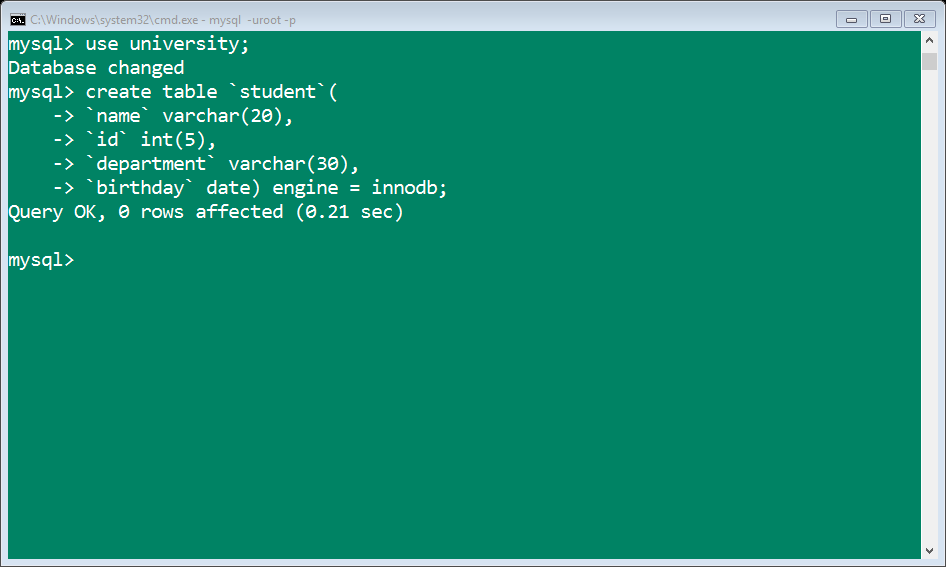 C:\Windows\system32\cmd.exe - mysql  -uroot -p
mysql> use university;
Database changed
mysql> create table `student`(
    -> `name` varchar(20),
    -> `id` int(5),
    -> `department` varchar(30),
    -> `birthday` date) engine = innodb;
Query OK, 0 rows affected (0.21 sec)
mysql>